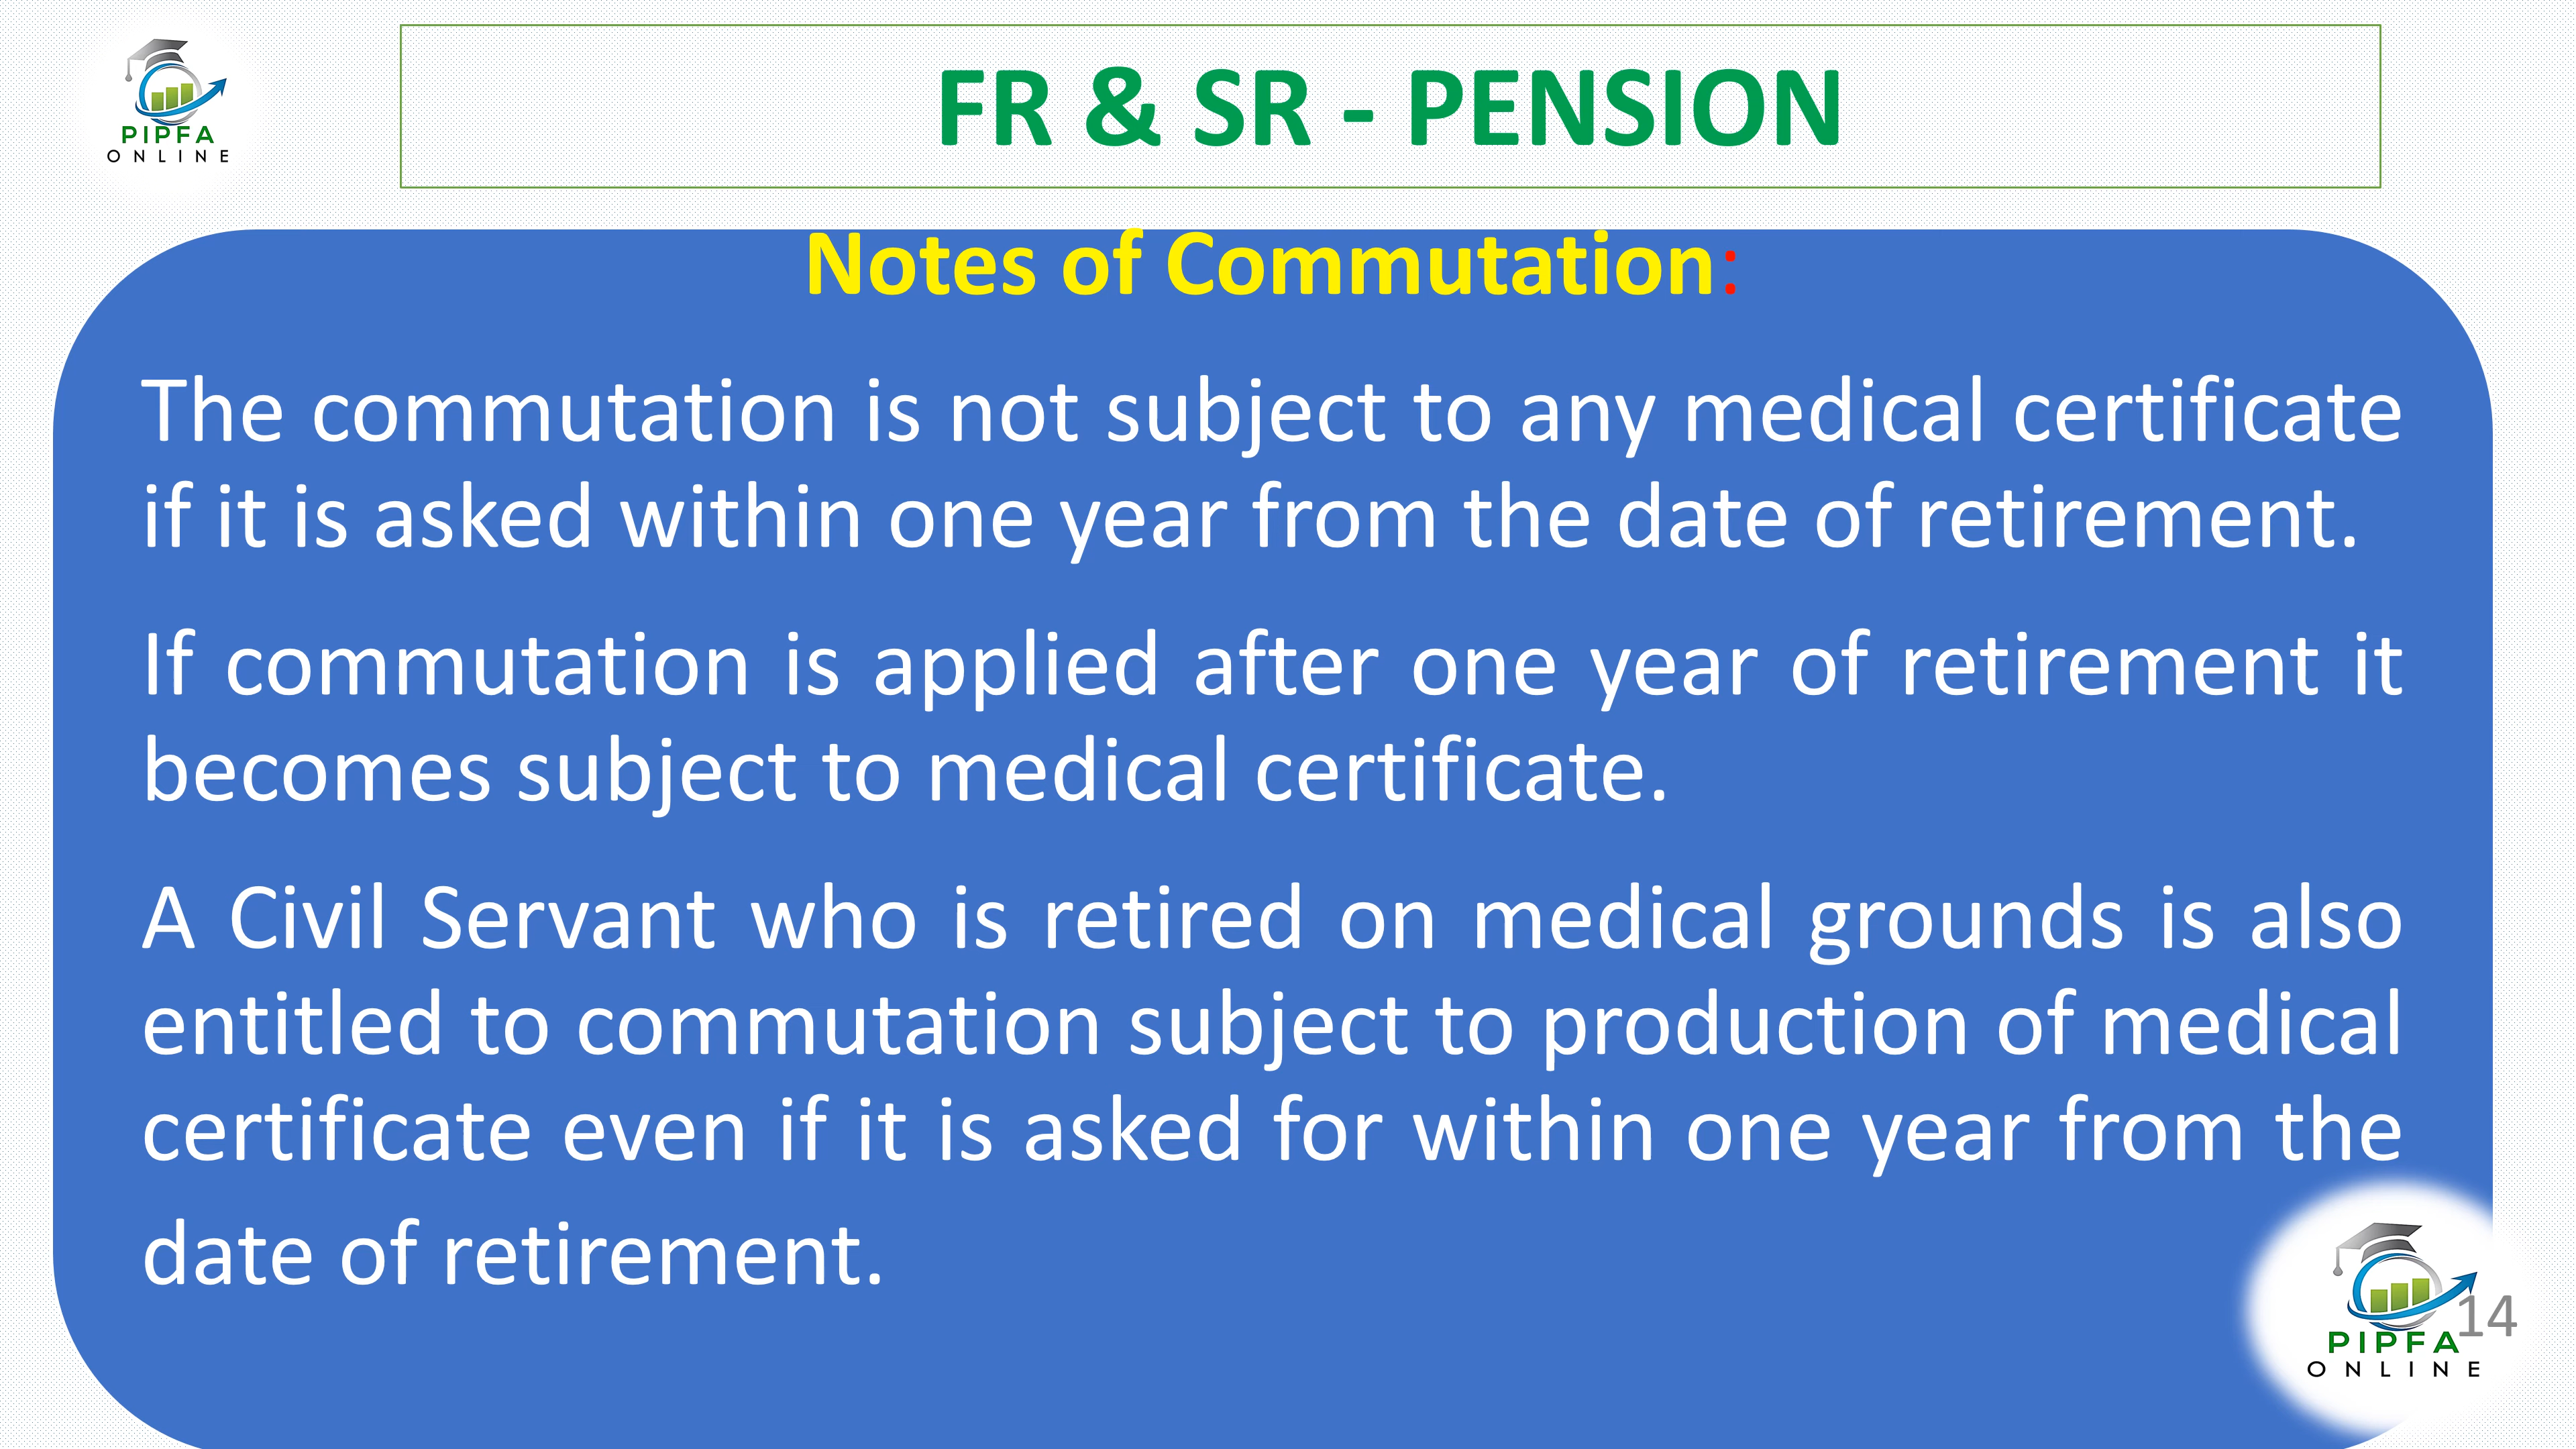 PIPFA
ONLINE
FR & SR - PENSION
Notes of Commutation:
The commutation is not subject to any medical certificate
if it is asked within one year from the date of retirement.
If commutation is applied after one year of retirement it
becomes subject to medical certificate.
A Civil Servant who is retired on medical grounds is also
entitled to commutation subject to production of medical
certificate even if it is asked for within one year from the
date of retirement.
14
PIPFA
ONLINE